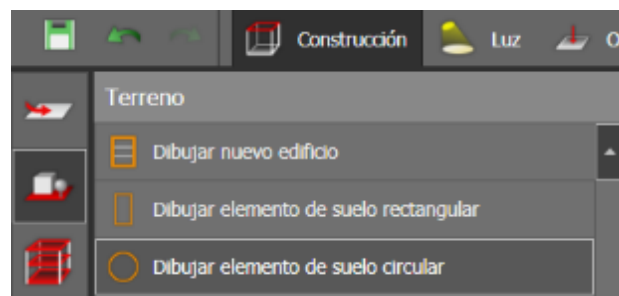 Construcción Luz O
Terreno
Dibujar nuevo edificio
Dibujar elemento de suelo rectangular
Dibujar elemento de suelo circular